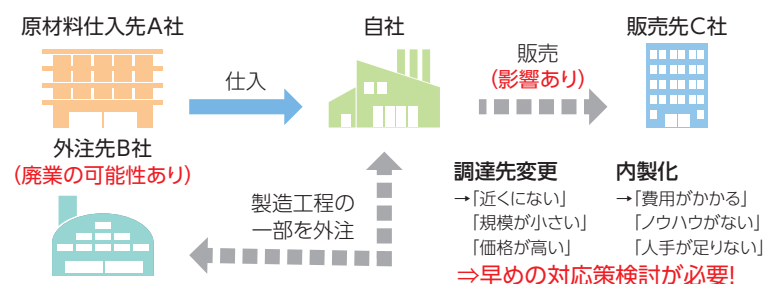 原材料仕入先A社
自社
販売先C社
仕入
販売
(影響あり)
外注先B社
(廃業の可能性あり)
製造工程の
一部を外注
調達先変更
→「近くにない」
「規模が小さい」
「価格が高い」
内製化
→「費用がかかる」
「ノウハウがない」
「人手が足りない」
⇒早めの対応策検討が必要!